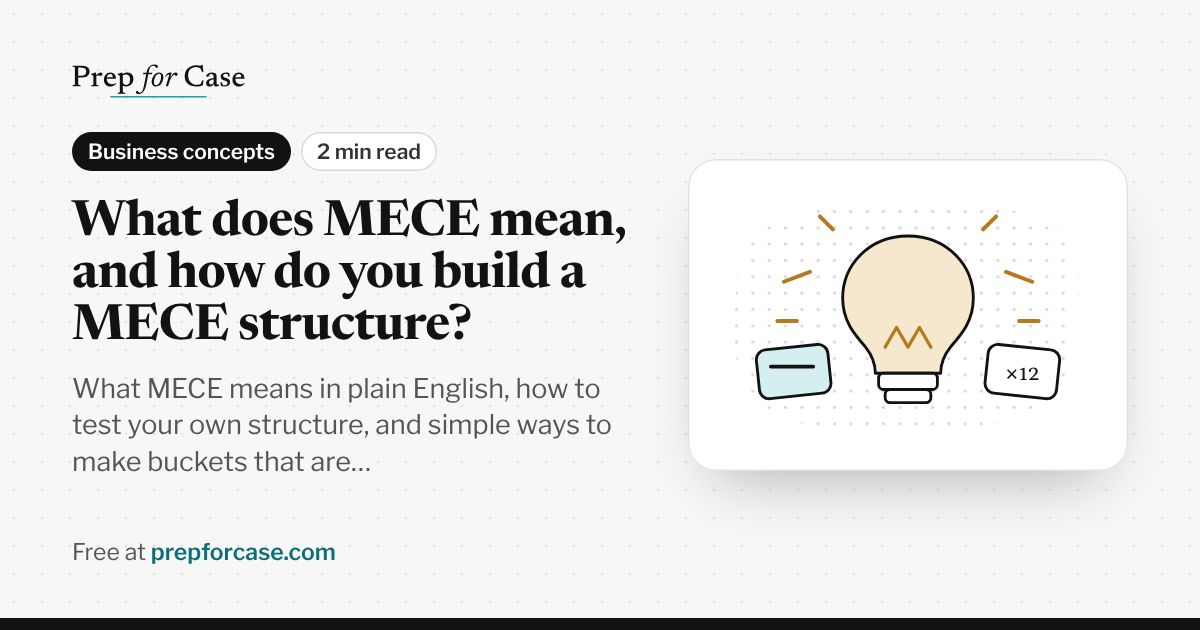 Prep for Case
Business concepts
2 min read
What does MECE mean,
and how do you build a
MECE structure?
What MECE means in plain English, how to
test your own structure, and simple ways to
make buckets that are...
Free at prepforcase.com
×12